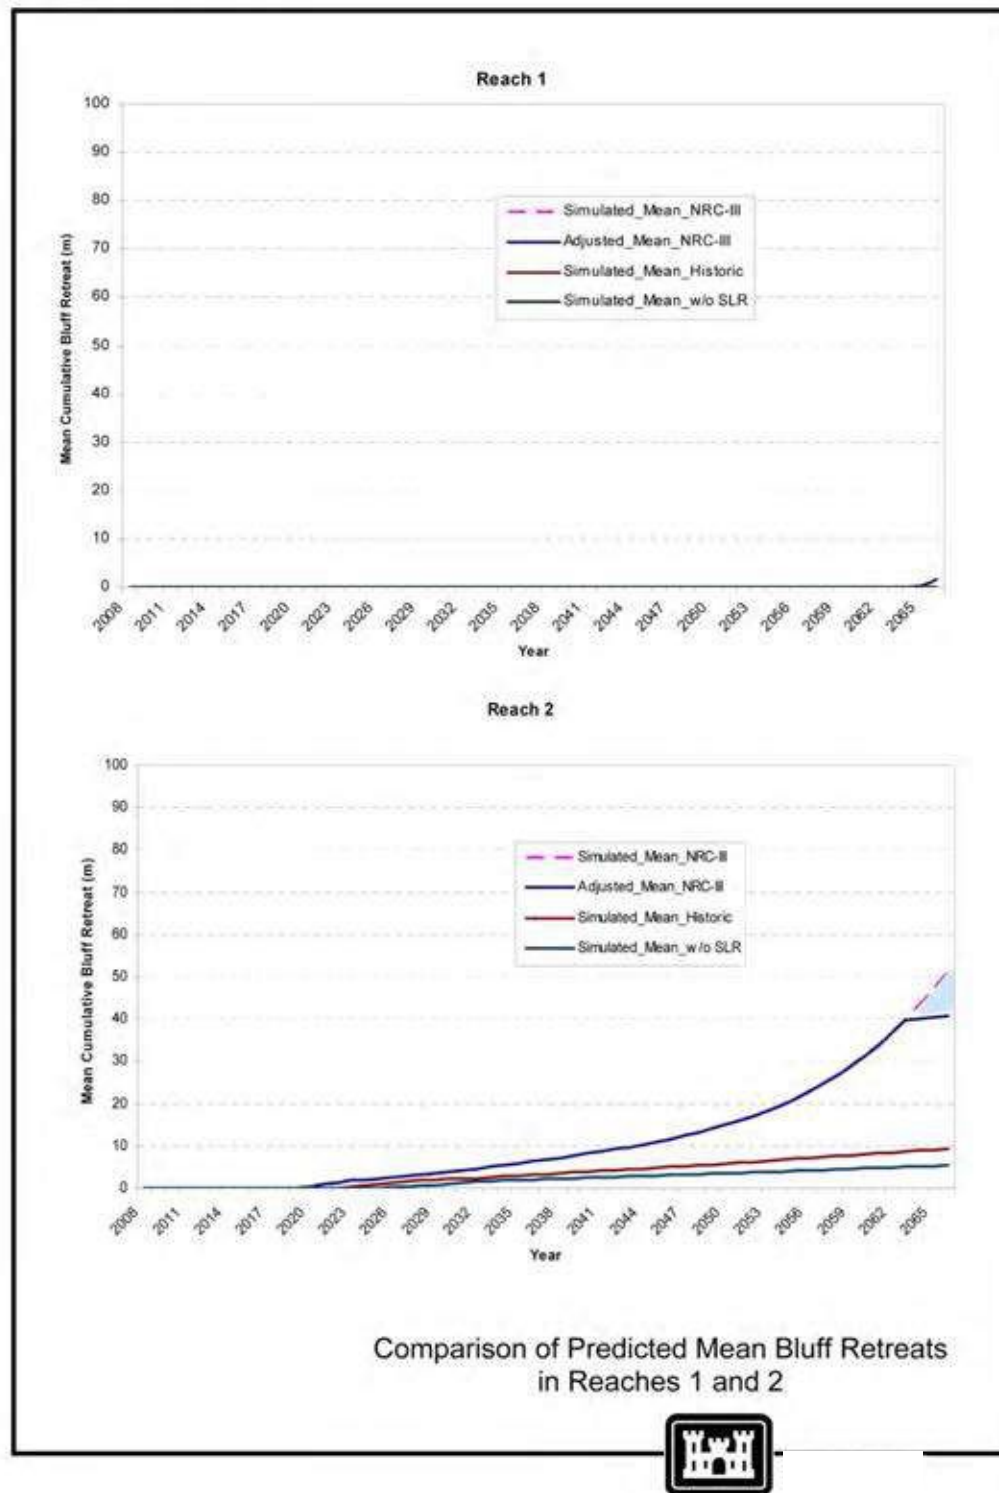 Reach 1
100
90
80
70
60
50
40
30
20
10
0
Mean Cumulative Bluff Retreat (m)
Simulated_Mean_NRC-III
Adjusted_Mean_NRC-III
Simulated_Mean_Historic
Simulated_Mean_w/o SLR
2008 2011 2014 2017 2020 2023 2026 2029 2032 2035 2038 2041 2044 2047 2050 2053 2056 2059 2062 2065
Year
Reach 2
100
90
80
70
60
50
40
30
20
10
0
Mean Cumulative Bluff Retreat (m)
Simulated_Mean_NRC-III
Adjusted_Mean_NRC-III
Simulated_Mean_Historic
Simulated_Mean_w/o SLR
2008 2011 2014 2017 2020 2023 2026 2029 2032 2035 2038 2041 2044 2047 2050 2053 2056 2059 2062 2065
Year
Comparison of Predicted Mean Bluff Retreats
in Reaches 1 and 2